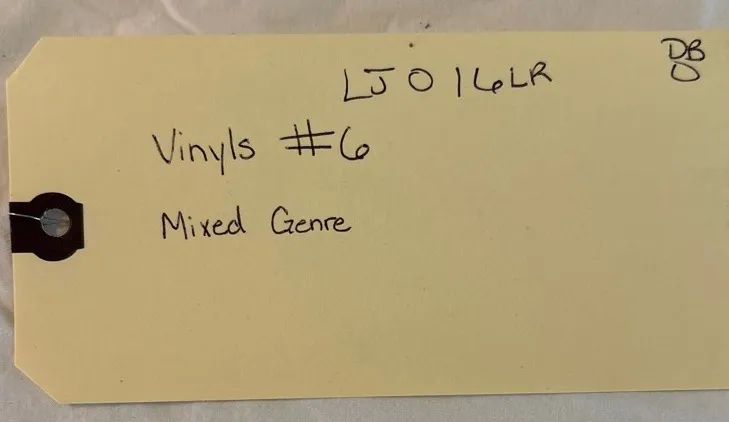 DB
LJ016LR
Vinyls #6
Mixed Genre